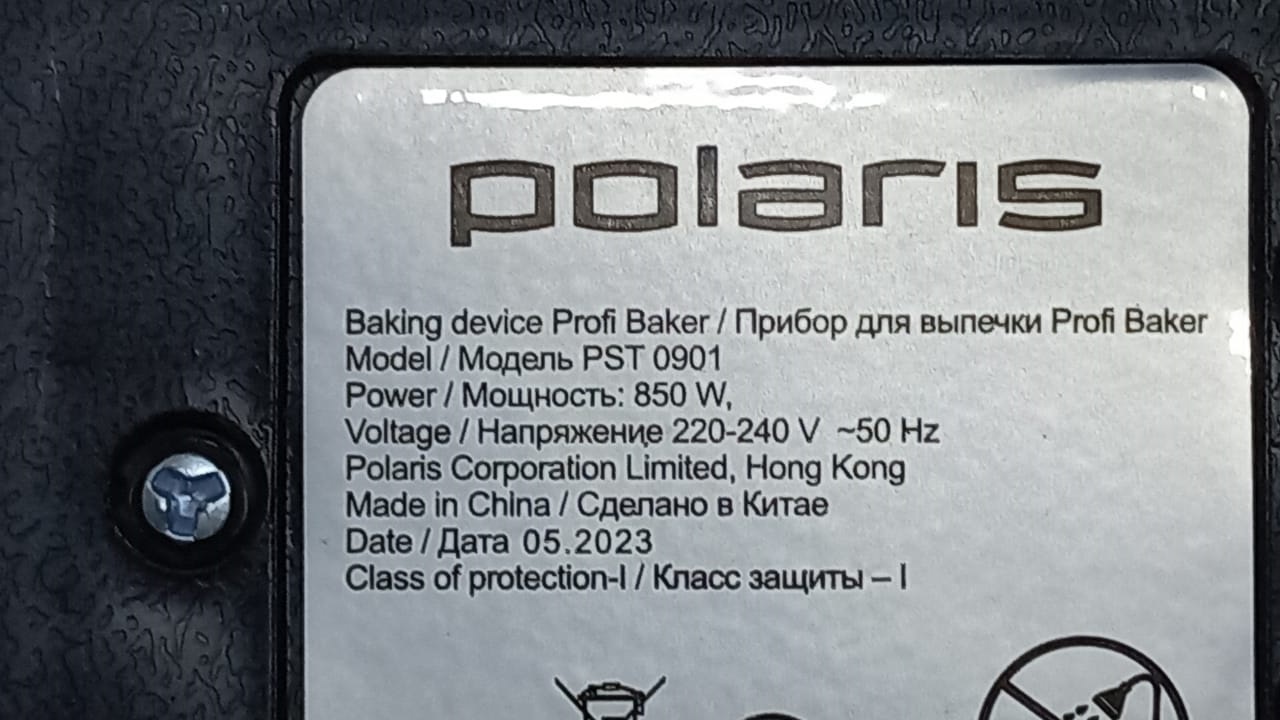 polaris
Baking device Profi Baker / Прибор для выпечки Profi Baker
Model / Модель PST 0901
Power / Мощность: 850 W,
Voltage / Напряжение 220-240 V ~50 Hz
Polaris Corporation Limited, Hong Kong
Made in China / Сделано в Китае
Date / Дата 05.2023
Class of protection-I / Класс защиты – I